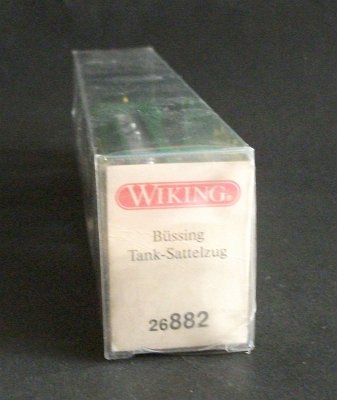 WIKING
Büssing
Tank-Sattelzug
26882